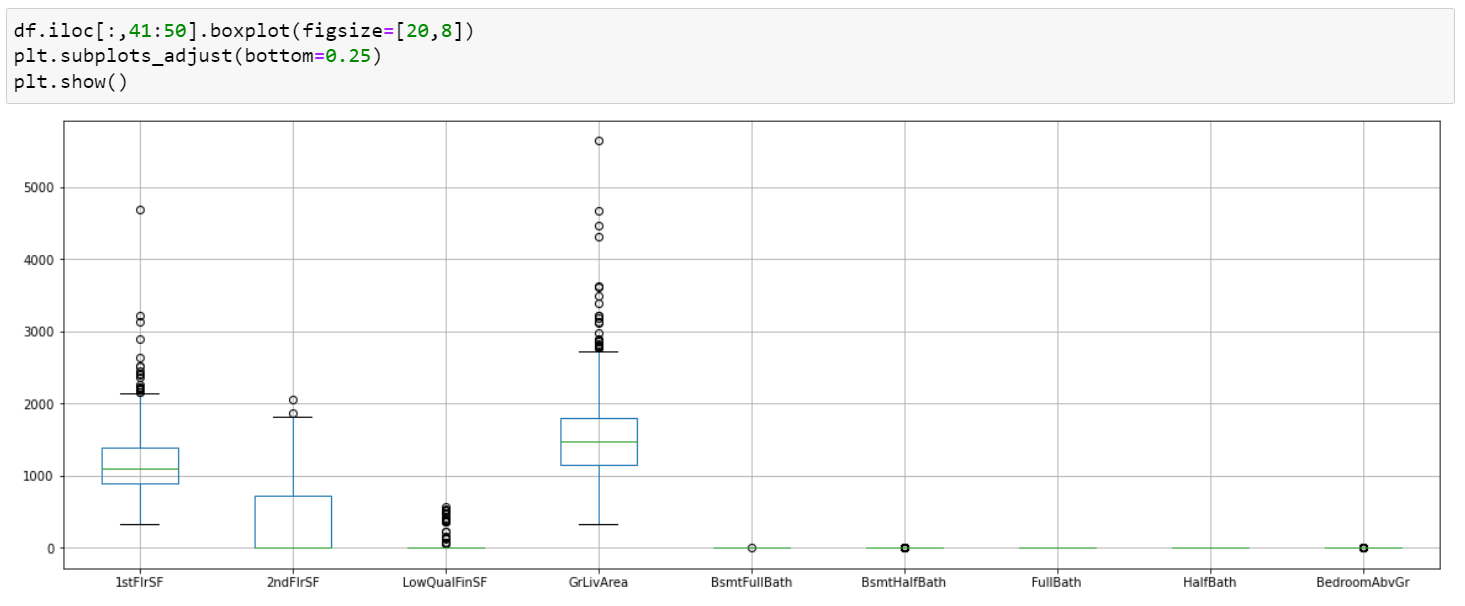 df.iloc[:,41:50].boxplot(figsize=[20,8])
plt.subplots_adjust(bottom=0.25)
plt.show()
5000
4000
3000
2000
1000
0
1stFlrSF 2ndFlrSF LowQualFinSF GrLivArea BsmtFullBath BsmtHalfBath FullBath HalfBath BedroomAbvGr